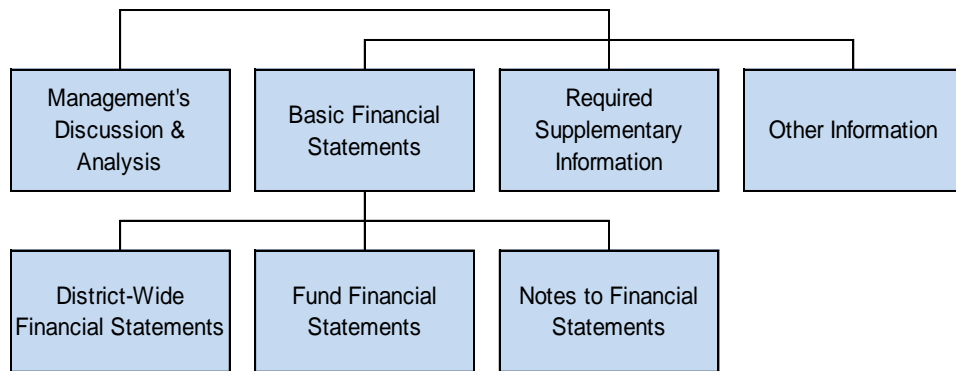 Management's
Discussion &
Analysis
Basic Financial
Statements
Required
Supplementary
Information
Other Information
District-Wide
Financial Statements
Fund Financial
Statements
Notes to Financial
Statements